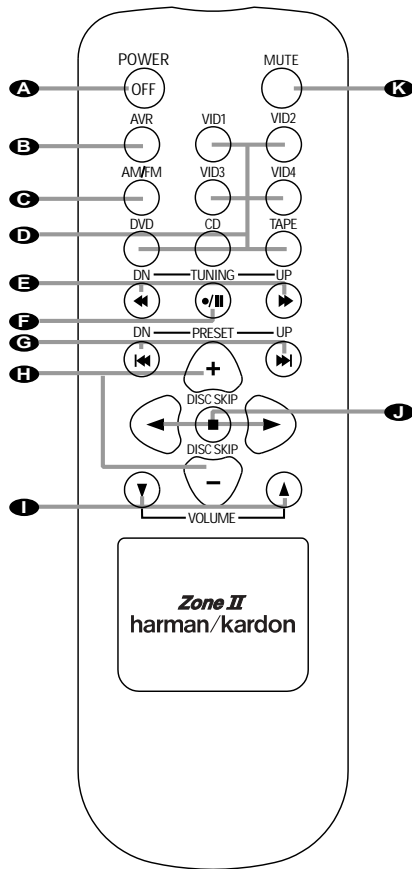 POWER MUTE
A OFF K
AVR VID1 VID2
B
AM/FM VID3 VID4
C
D DVD CD TAPE
E DN TUNING UP
F
G DN PRESET UP
H +
DISC SKIP
J
DISC SKIP
−
I VOLUME
Zone II
harman/kardon